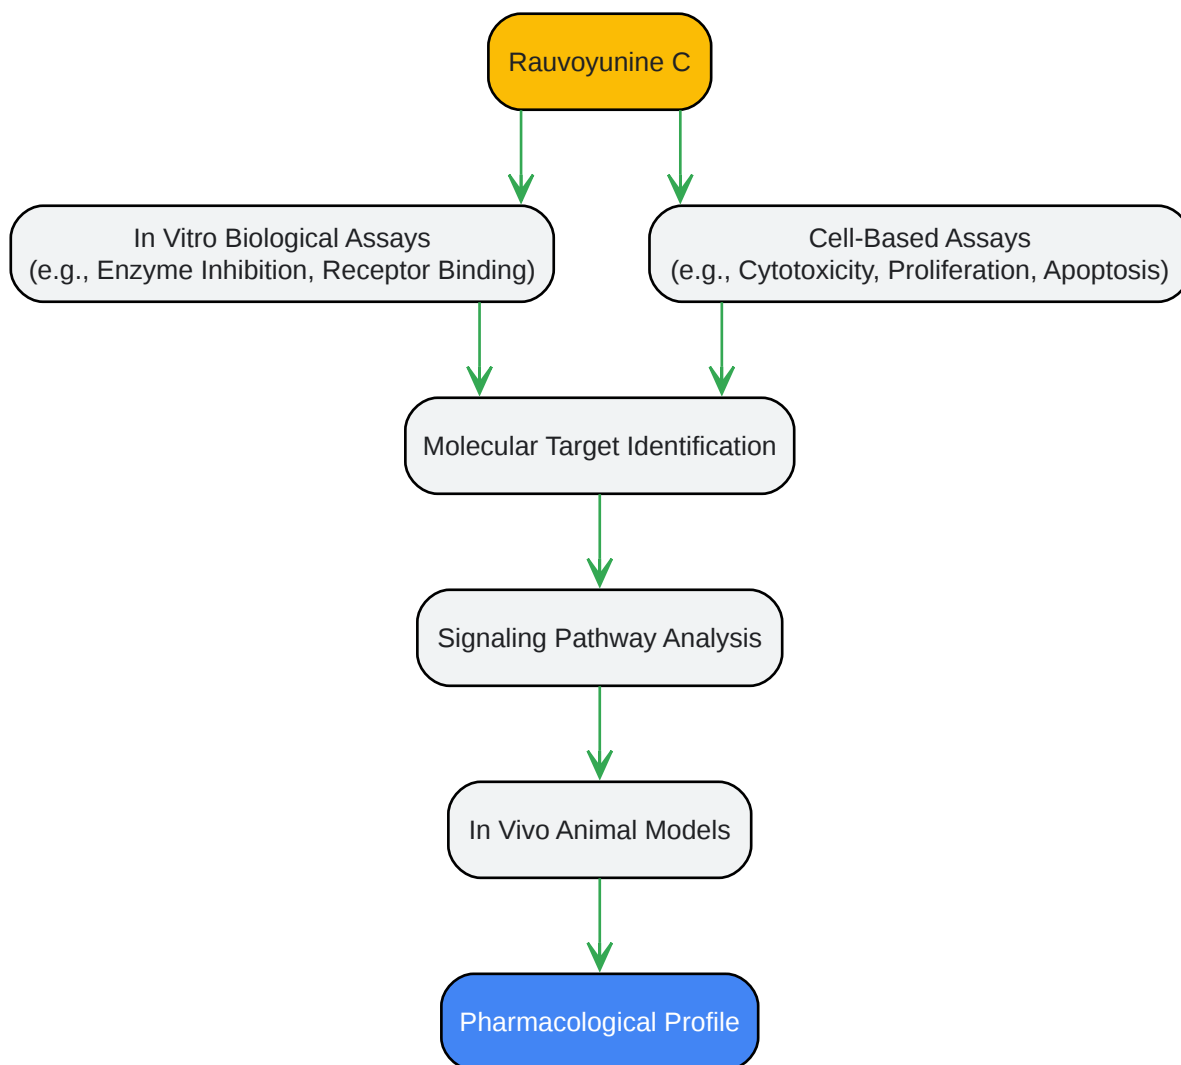 Rauvoyunine C
In Vitro Biological Assays
(e.g., Enzyme Inhibition, Receptor Binding)
Cell-Based Assays
(e.g., Cytotoxicity, Proliferation, Apoptosis)
Molecular Target Identification
Signaling Pathway Analysis
In Vivo Animal Models
Pharmacological Profile